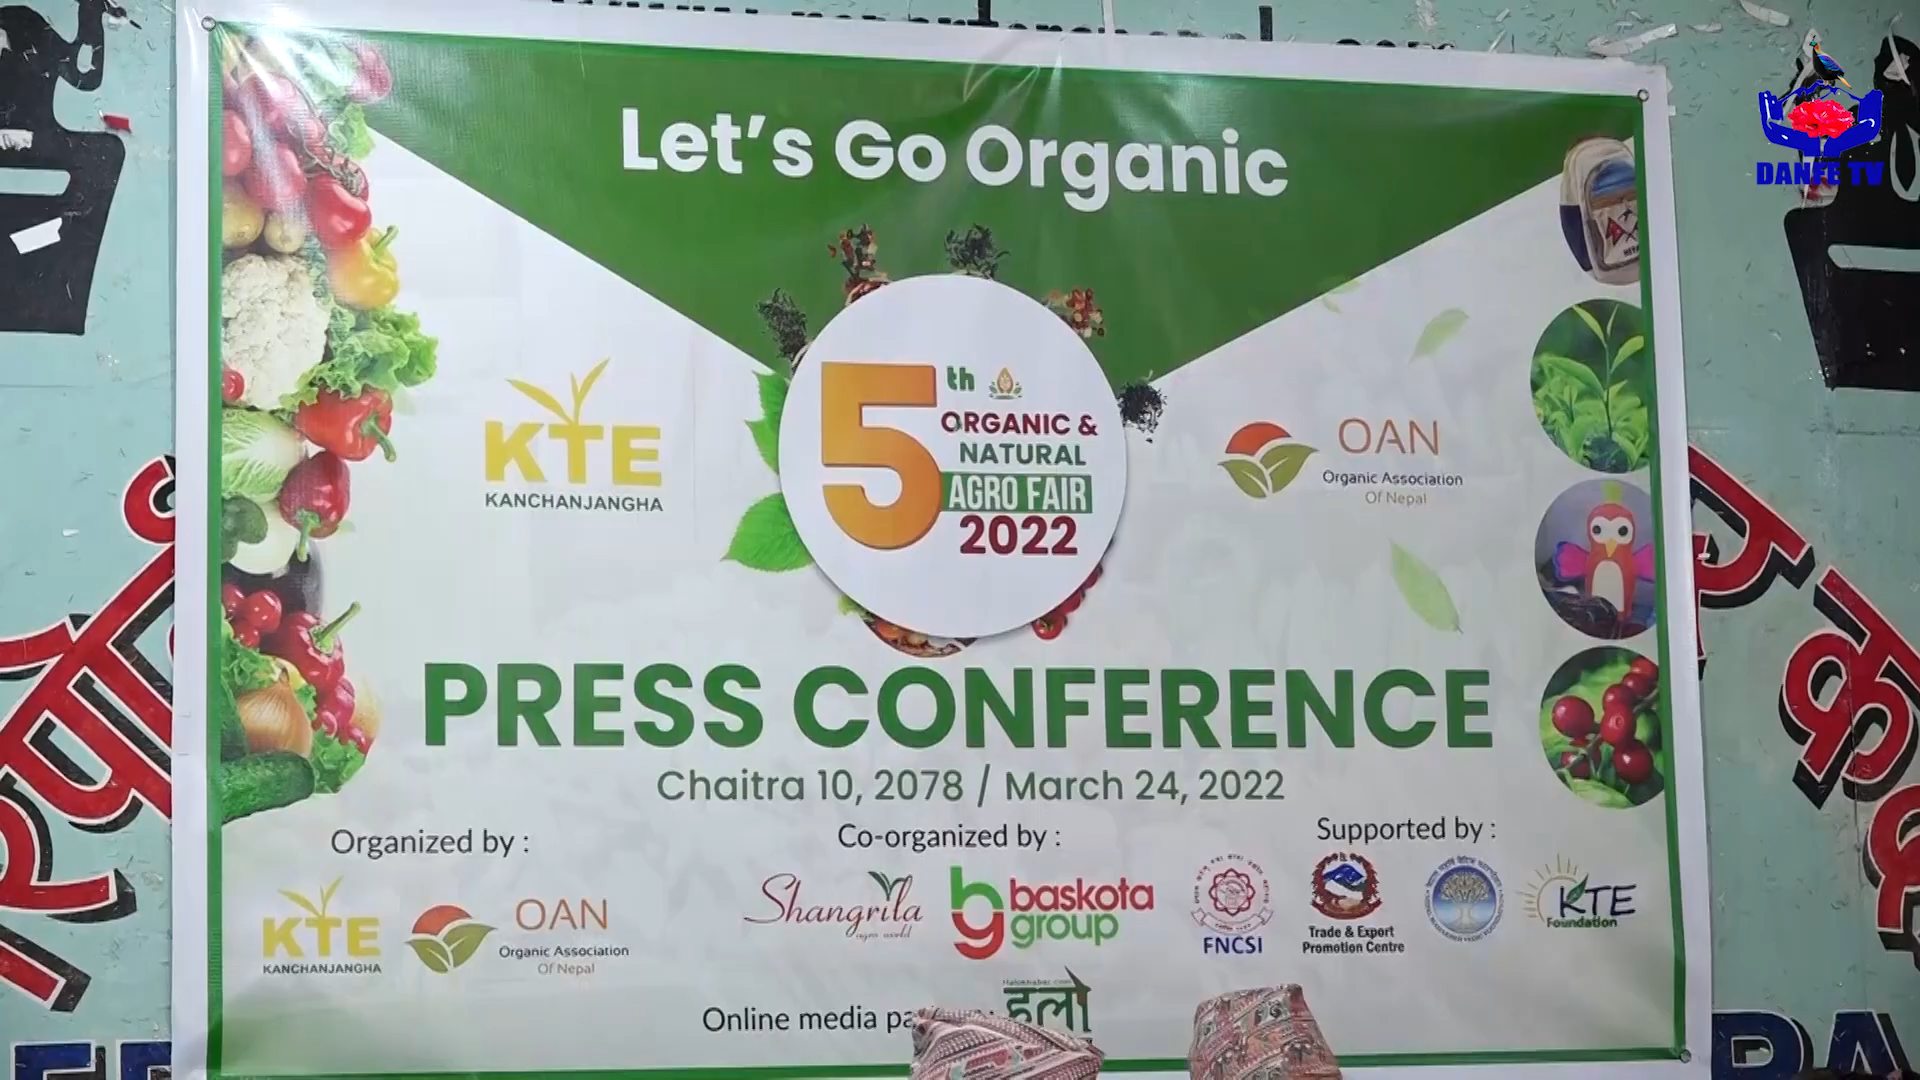 Let's Go Organic
DANFE TV
5th
ORGANIC &
NATURAL
AGRO FAIR
2022
KTE
KANCHANJANGHA
OAN
Organic Association
Of Nepal
PRESS CONFERENCE
Chaitra 10, 2078 / March 24, 2022
Organized by :
Co-organized by :
Supported by :
KTE
KANCHANJANGHA
OAN
Organic Association
Of Nepal
Shangrila
agro world
baskota
group
FNCSI
Trade & Export
Promotion Centre
KTE
Foundation
Online media
हलो